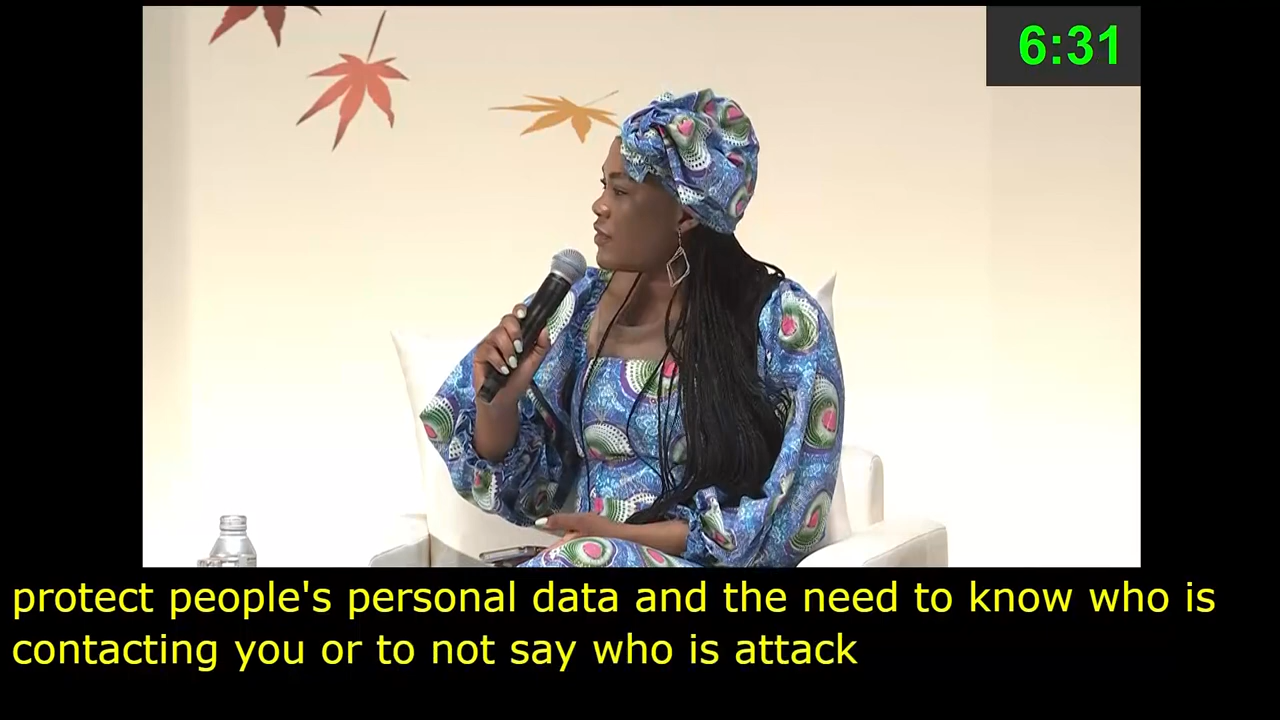 6:31
protect people's personal data and the need to know who is
contacting you or to not say who is attack